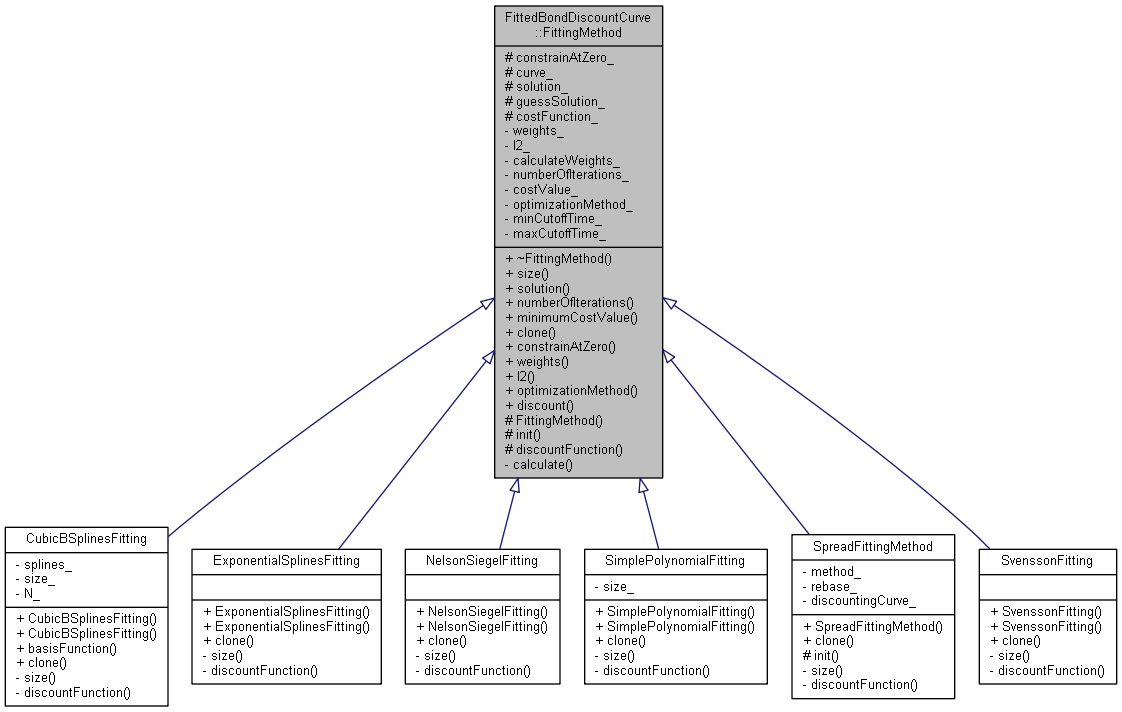 FittedBondDiscountCurve
::FittingMethod
# constrainAtZero_
# curve_
# solution_
# guessSolution_
# costFunction_
- weights_
- l2_
- calculateWeights_
- numberOfIterations_
- costValue_
- optimizationMethod_
- minCutoffTime_
- maxCutoffTime_
+ ~FittingMethod()
+ size()
+ solution()
+ numberOfIterations()
+ minimumCostValue()
+ clone()
+ constrainAtZero()
+ weights()
+ l2()
+ optimizationMethod()
+ discount()
# FittingMethod()
# init()
# discountFunction()
- calculate()
CubicBSplinesFitting
- splines_
- size_
- N_
+ CubicBSplinesFitting()
+ CubicBSplinesFitting()
+ basisFunction()
+ clone()
- size()
- discountFunction()
ExponentialSplinesFitting
+ ExponentialSplinesFitting()
+ ExponentialSplinesFitting()
+ clone()
- size()
- discountFunction()
NelsonSiegelFitting
+ NelsonSiegelFitting()
+ NelsonSiegelFitting()
+ clone()
- size()
- discountFunction()
SimplePolynomialFitting
- size_
+ SimplePolynomialFitting()
+ SimplePolynomialFitting()
+ clone()
- size()
- discountFunction()
SpreadFittingMethod
- method_
- rebase_
- discountingCurve_
+ SpreadFittingMethod()
+ clone()
# init()
- size()
- discountFunction()
SvenssonFitting
+ SvenssonFitting()
+ SvenssonFitting()
+ clone()
- size()
- discountFunction()